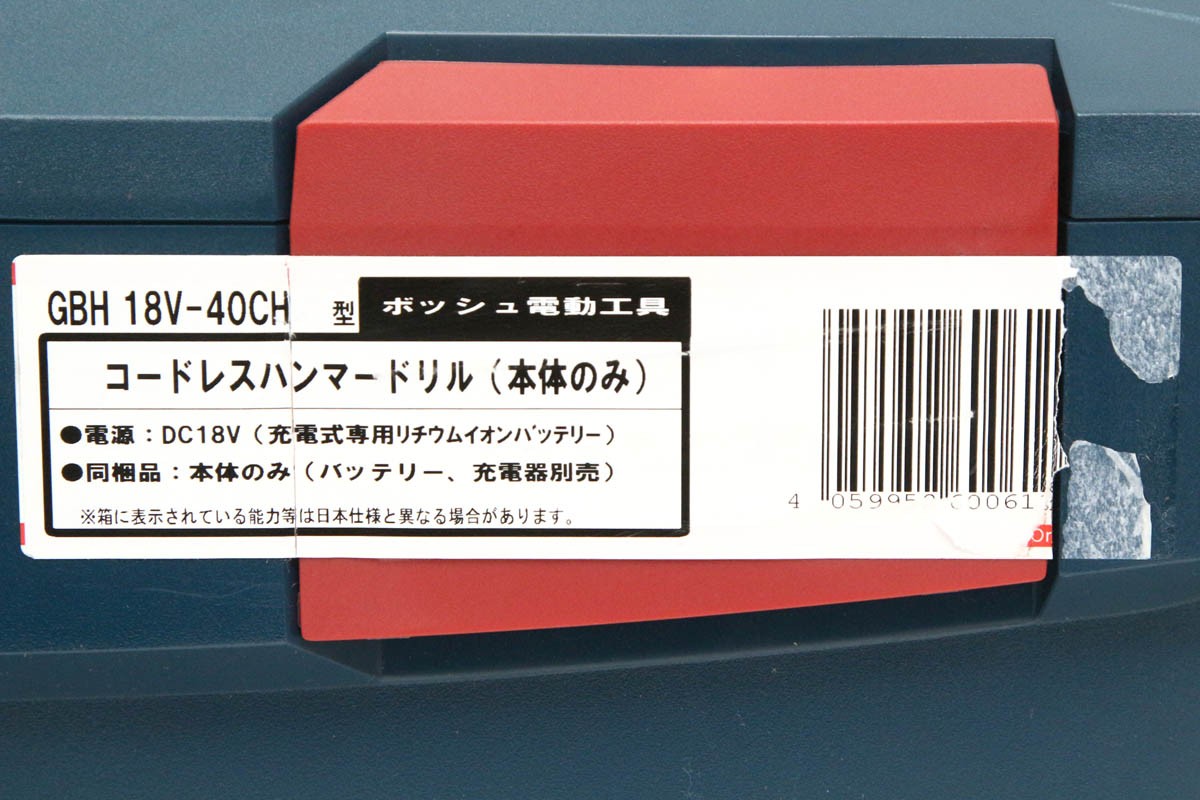 GBH 18V-40CH 型 ボッシュ電動工具
コードレスハンマードリル（本体のみ）
●電源：DC18V（充電式専用リチウムイオンバッテリー）
●同梱品：本体のみ（バッテリー、充電器別売）
※箱に表示されている能力等は日本仕様と異なる場合があります。
4